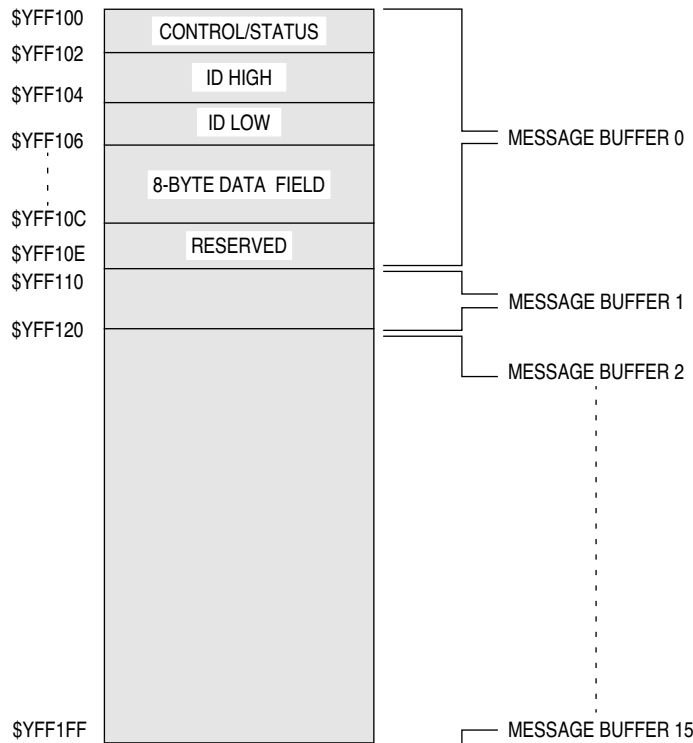 $YFF100
CONTROL/STATUS
$YFF102
ID HIGH
$YFF104
ID LOW
$YFF106
MESSAGE BUFFER 0
8-BYTE DATA FIELD
$YFF10C
RESERVED
$YFF10E
$YFF110
MESSAGE BUFFER 1
$YFF120
MESSAGE BUFFER 2
$YFF1FF
MESSAGE BUFFER 15